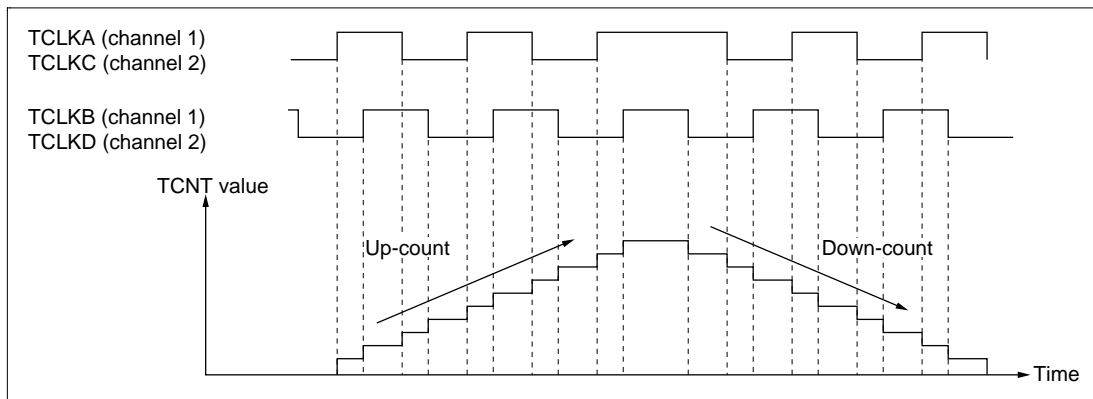 TCLKA (channel 1)
TCLKC (channel 2)
TCLKB (channel 1)
TCLKD (channel 2)
TCNT value
Up-count
Down-count
Time